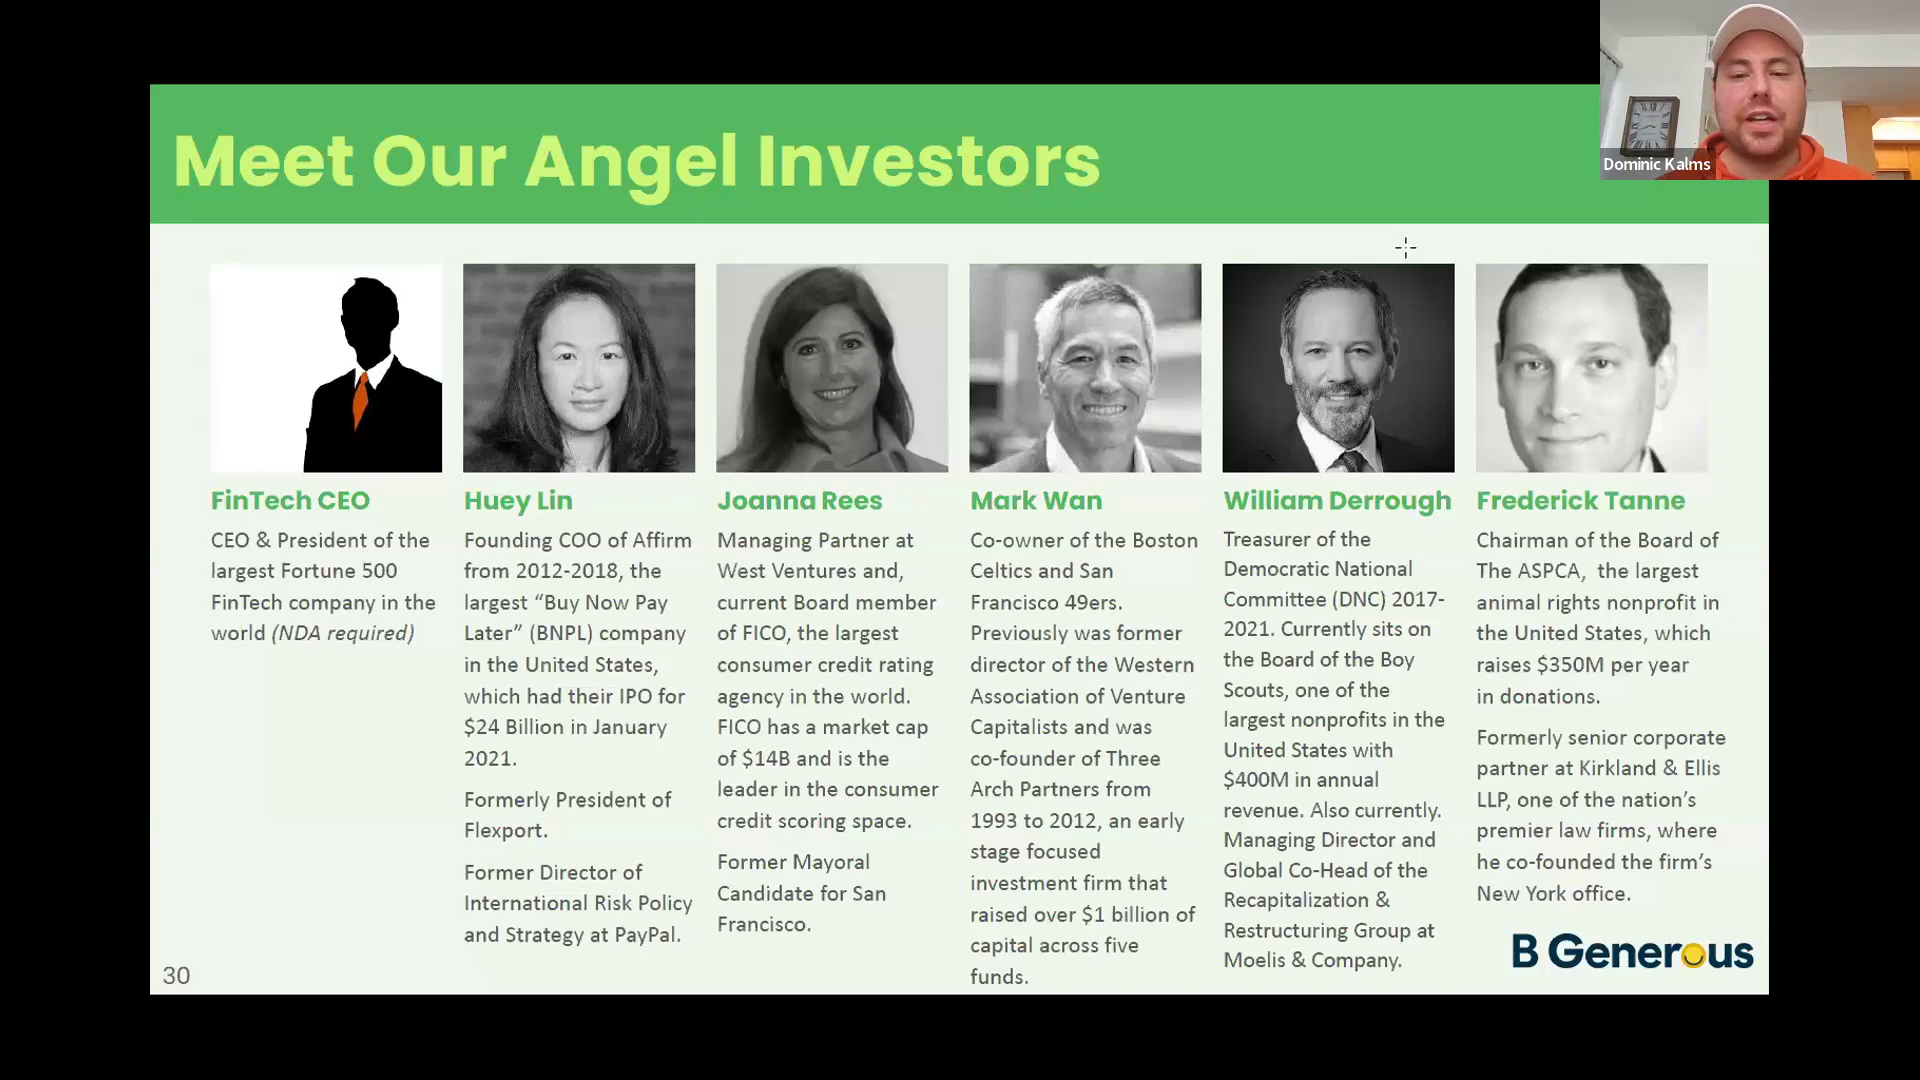 Meet Our Angel Investors
Dominic Kalms
FinTech CEO
CEO & President of the
largest Fortune 500
FinTech company in the
world (NDA required)
Huey Lin
Founding COO of Affirm
from 2012-2018, the
largest “Buy Now Pay
Later” (BNPL) company
in the United States,
which had their IPO for
$24 Billion in January
2021.
Formerly President of
Flexport.
Former Director of
International Risk Policy
and Strategy at PayPal.
Joanna Rees
Managing Partner at
West Ventures and,
current Board member
of FICO, the largest
consumer credit rating
agency in the world.
FICO has a market cap
of $14B and is the
leader in the consumer
credit scoring space.
Former Mayoral
Candidate for San
Francisco.
Mark Wan
Co-owner of the Boston
Celtics and San
Francisco 49ers.
Previously was former
director of the Western
Association of Venture
Capitalists and was
co-founder of Three
Arch Partners from
1993 to 2012, an early
stage focused
investment firm that
raised over $1 billion of
capital across five
funds.
William Derrough
Treasurer of the
Democratic National
Committee (DNC) 2017-
2021. Currently sits on
the Board of the Boy
Scouts, one of the
largest nonprofits in the
United States with
$400M in annual
revenue. Also currently.
Managing Director and
Global Co-Head of the
Recapitalization &
Restructuring Group at
Moelis & Company.
Frederick Tanne
Chairman of the Board of
The ASPCA, the largest
animal rights nonprofit in
the United States, which
raises $350M per year
in donations.
Formerly senior corporate
partner at Kirkland & Ellis
LLP, one of the nation’s
premier law firms, where
he co-founded the firm’s
New York office.
B Generous
30